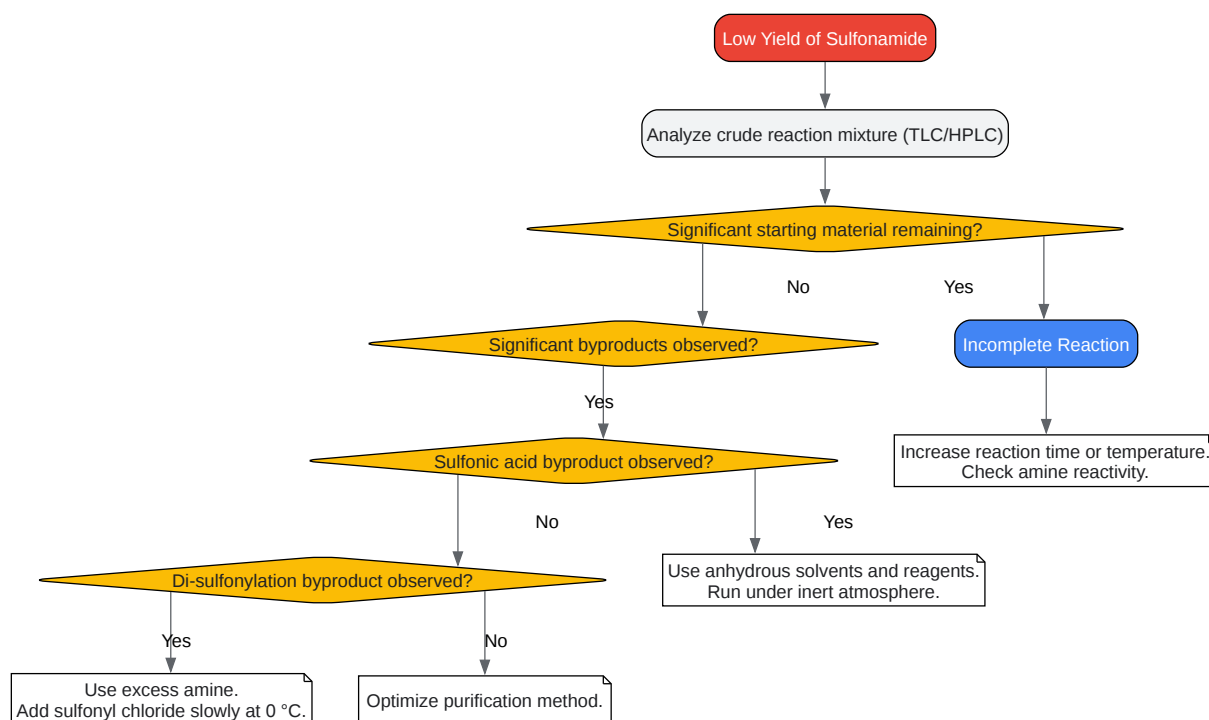 Low Yield of Sulfonamide
Analyze crude reaction mixture (TLC/HPLC)
Significant starting material remaining?
No
Yes
Significant byproducts observed?
Incomplete Reaction
Yes
Increase reaction time or temperature.
Check amine reactivity.
Sulfonic acid byproduct observed?
No
Yes
Di-sulfonylation byproduct observed?
Use anhydrous solvents and reagents.
Run under inert atmosphere.
Yes
No
Use excess amine.
Add sulfonyl chloride slowly at 0 °C.
Optimize purification method.